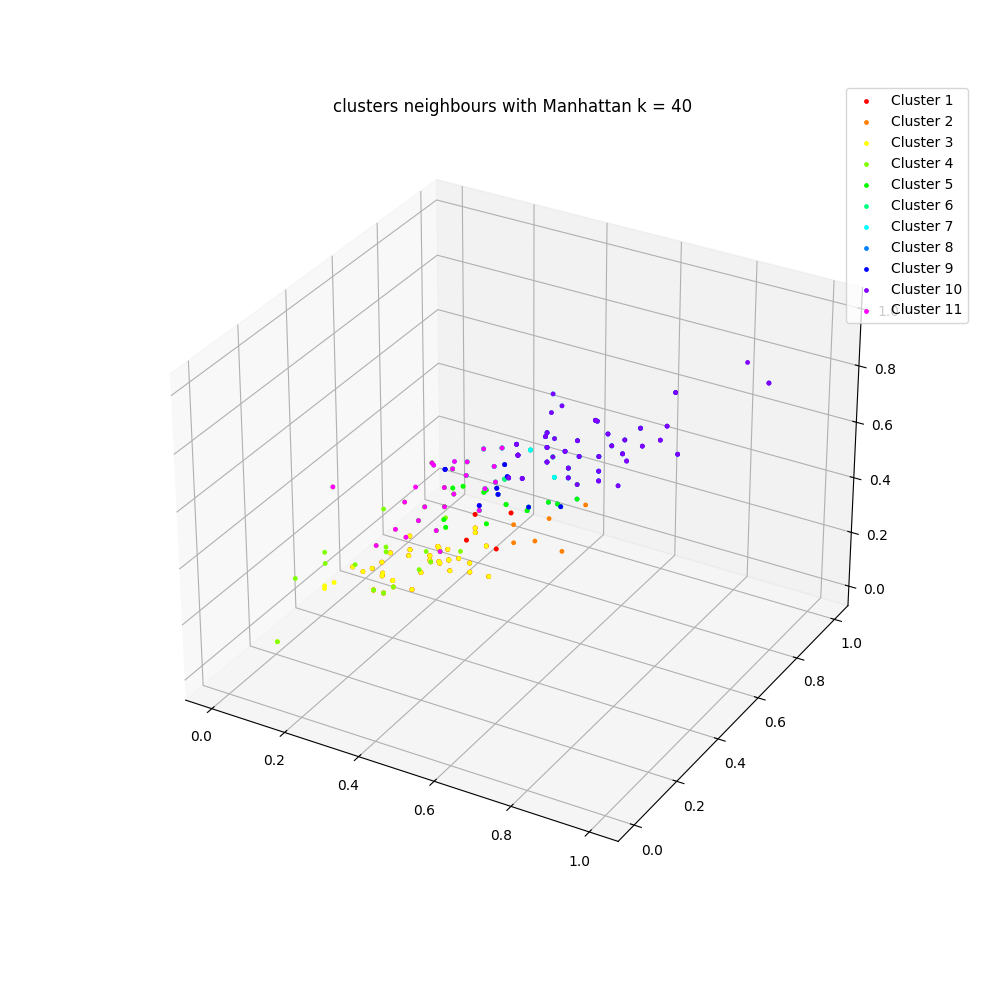 clusters neighbours with Manhattan k = 40
Cluster 1
Cluster 2
Cluster 3
Cluster 4
Cluster 5
Cluster 6
Cluster 7
Cluster 8
Cluster 9
Cluster 10
Cluster 11
0.8
0.6
0.4
0.2
0.0
1.0
0.8
0.6
0.4
0.2
0.0
0.0
0.2
0.4
0.6
0.8
1.0